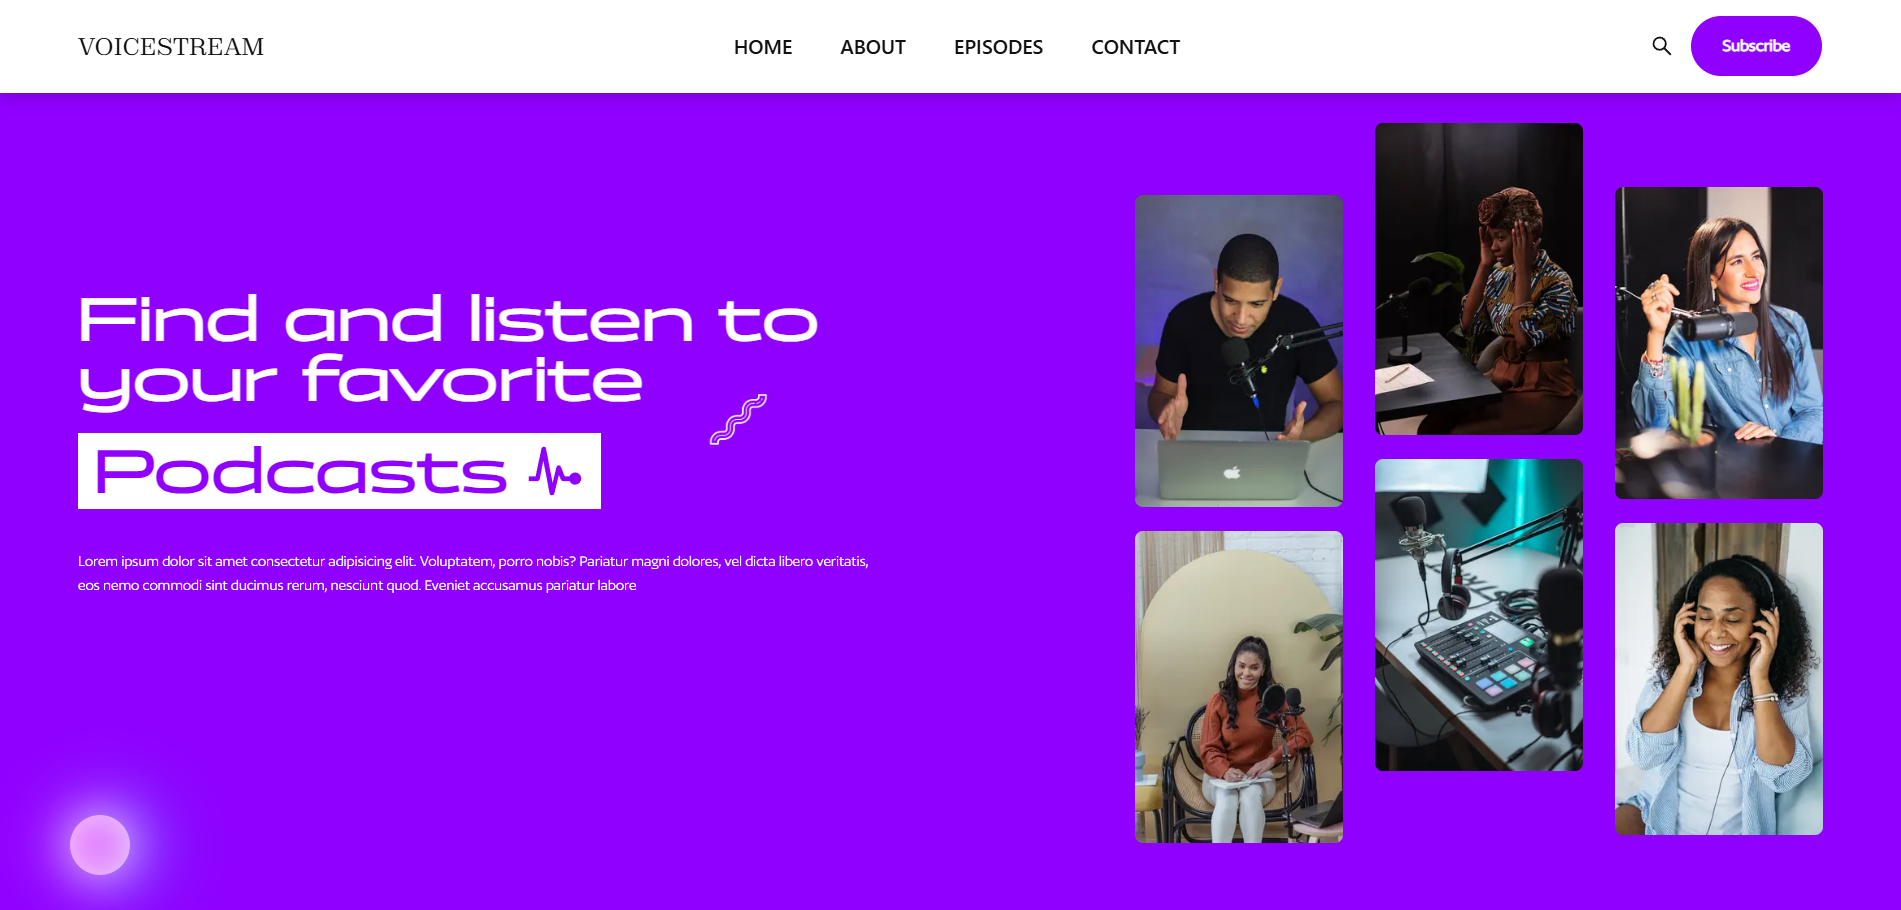 VOICESTREAM
HOME ABOUT EPISODES CONTACT
Subscribe
Find and listen to
your favorite
Podcasts
Lorem ipsum dolor sit amet consectetur adipisicing elit. Voluptatem, porro nobis? Pariatur magni dolores, vel dicta libero veritatis,
eos nemo commodi sint ducimus rerum, nesciunt quod. Eveniet accusamus pariatur labore